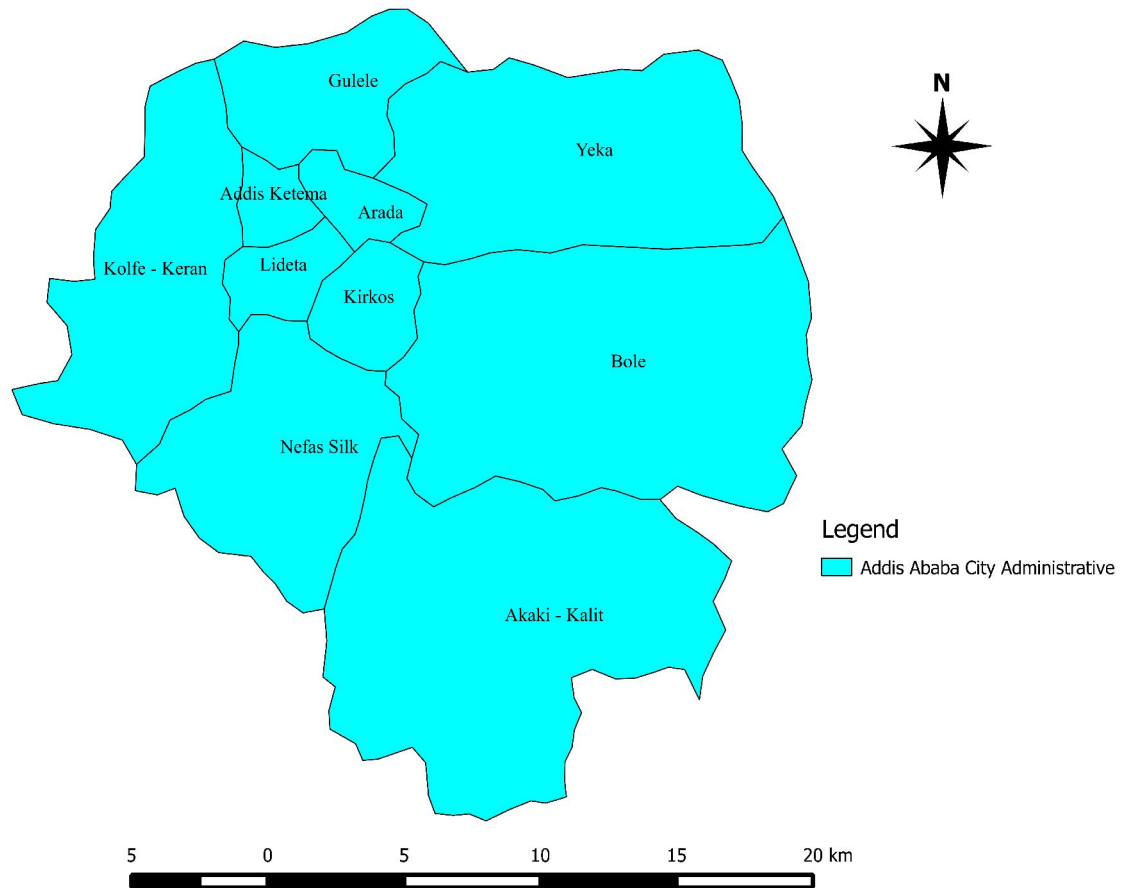 Gulele
N
Yeka
Addis Ketema
Arada
Kolfe - Keran
Lideta
Kirkos
Bole
Nefas Silk
Legend
Addis Ababa City Administrative
Akaki - Kalit
5 0 5 10 15 20 km